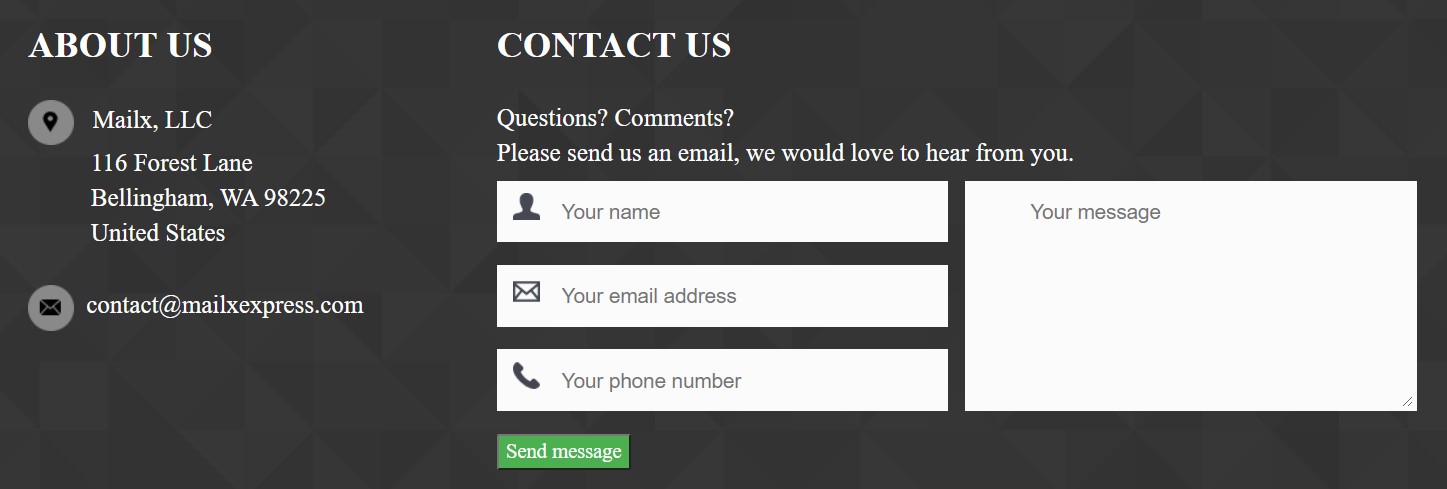 ABOUT US
Mailx, LLC
116 Forest Lane
Bellingham, WA 98225
United States
contact@mailxexpress.com
CONTACT US
Questions? Comments?
Please send us an email, we would love to hear from you.
Your name
Your email address
Your phone number
Your message
Send message